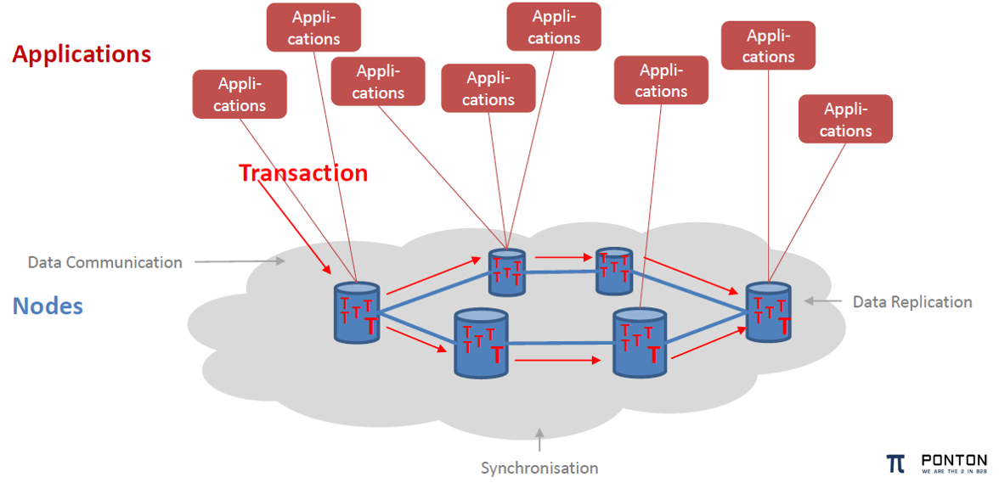 Applications
Appli-
cations
Appli-
cations
Appli-
cations
Appli-
cations
Appli-
cations
Appli-
cations
Appli-
cations
Appli-
cations
Transaction
Data Communication
Nodes
T T T T T
T T T T T
T T T T T
T T T T T
T T T T T
T T T T T
Data Replication
Synchronisation
π PONTON
WE ARE THE 2 IN B2B